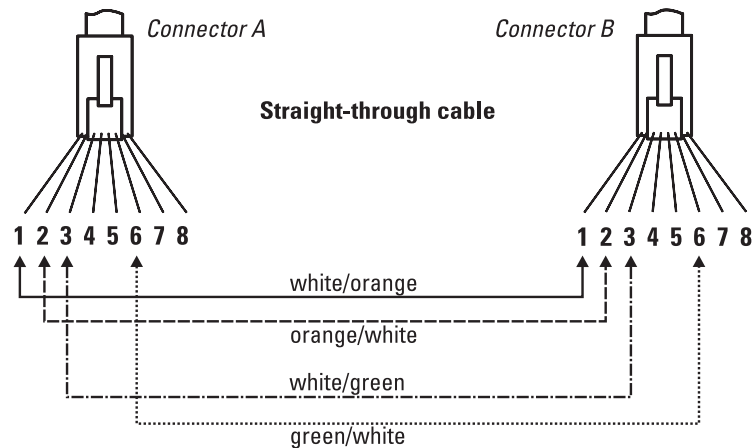 Connector A
Connector B
Straight-through cable
1 2 3 4 5 6 7 8
1 2 3 4 5 6 7 8
white/orange
orange/white
white/green
green/white